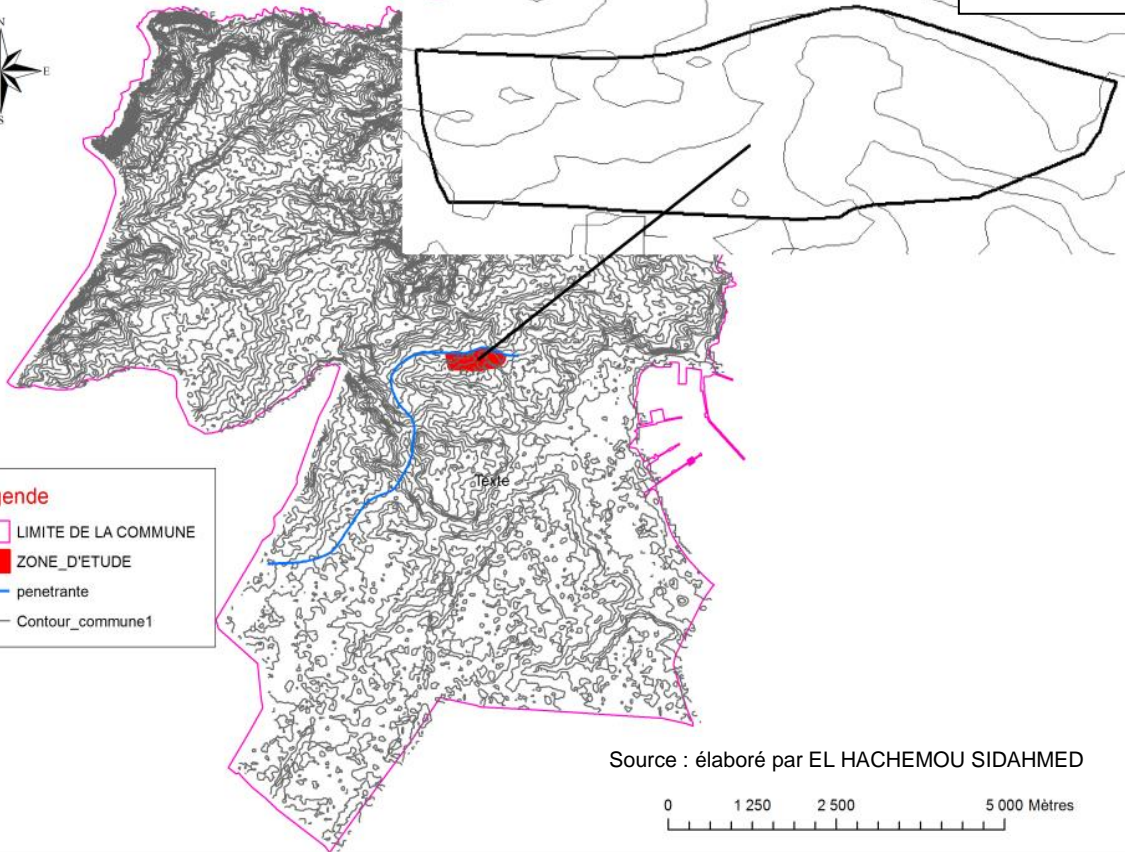 N
E
S
Texte
gende
LIMITE DE LA COMMUNE
ZONE_D'ETUDE
penetrante
Contour_commune1
Source : élaboré par EL HACHEMOU SIDAHMED
0 1 250 2 500 5 000 Mètres